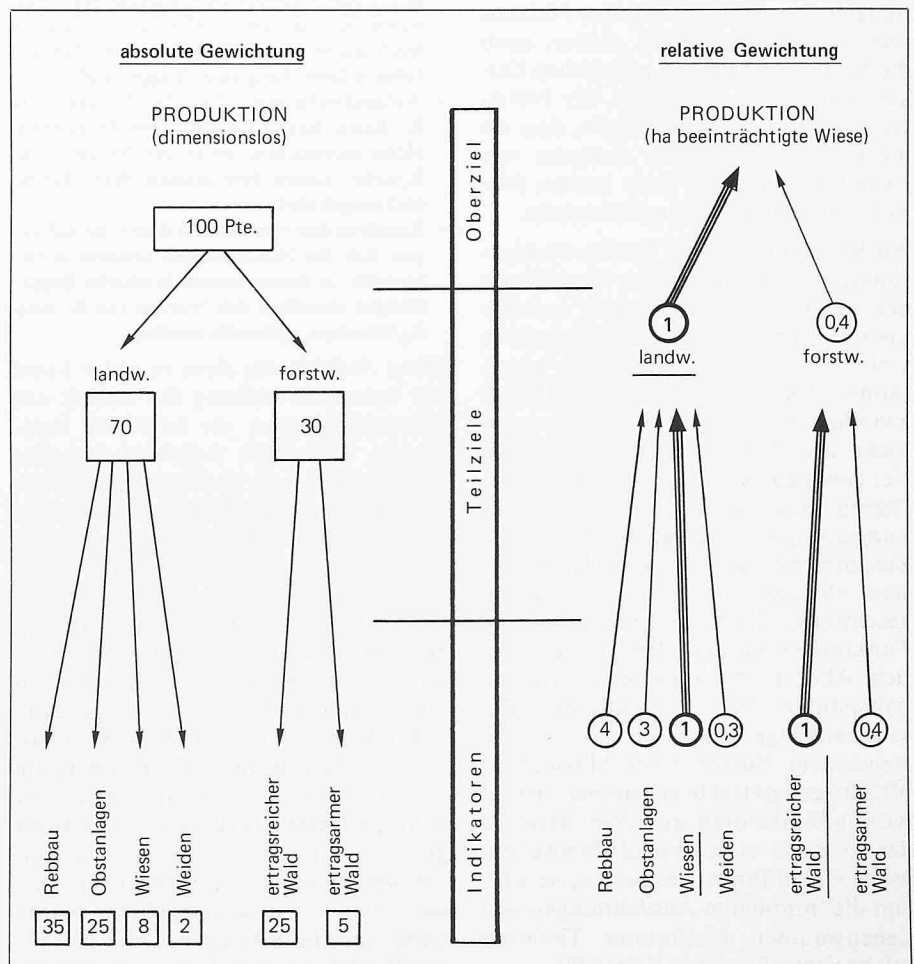 absolute Gewichtung
PRODUKTION
(dimensionslos)
100 Pte.
landw.
forstw.
70
30
Rebbau
Obstanlagen
Wiesen
Weiden
ertragsreicher
Wald
ertragsarmer
Wald
35
25
8
2
25
5
Oberziel
Teilziele
Indikatoren
relative Gewichtung
PRODUKTION
(ha beeinträchtigte Wiese)
1
0,4
landw.
forstw.
4
3
1
0,3
1
0,4
Rebbau
Obstanlagen
Wiesen
Weiden
ertragsreicher
Wald
ertragsarmer
Wald